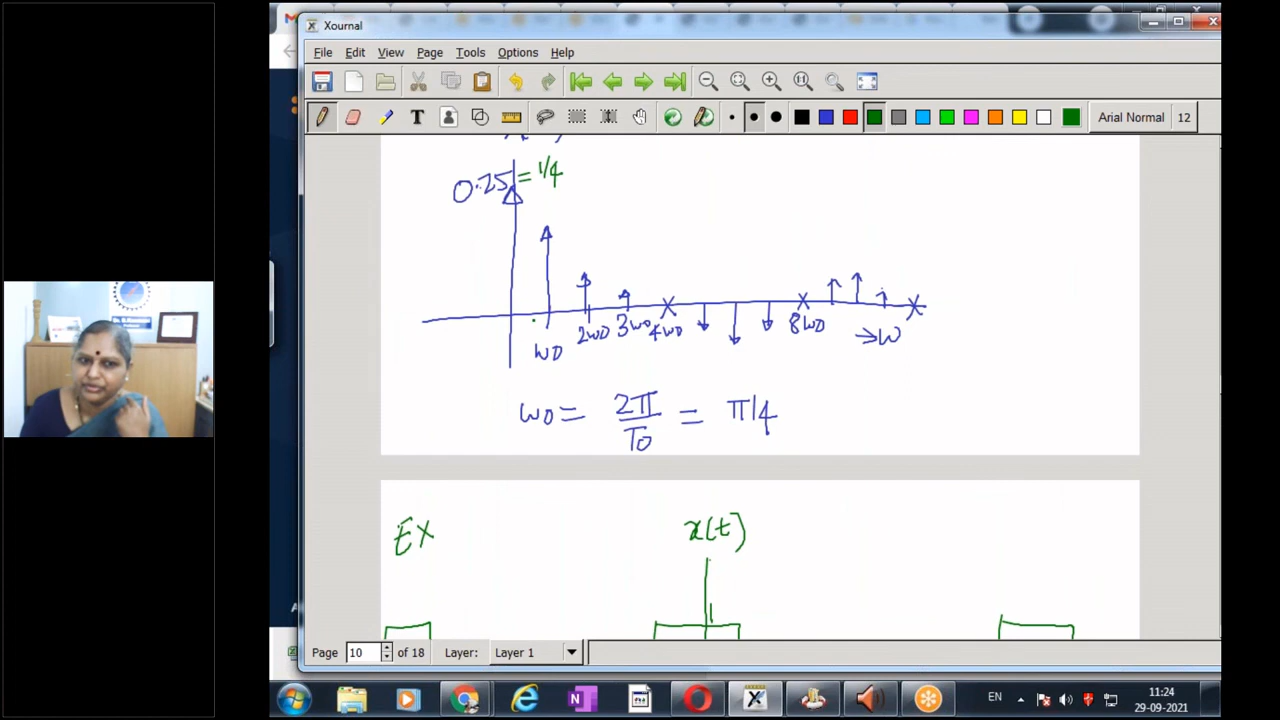 Xournal
File Edit View Page Tools Options Help
Arial Normal 12
0.25 = 1/4
ω0 2ω0 3ω0 4ω0 8ω0
→ω
ω0 = 2π/T0 = π/4
EX x(t)
1
Page 10 of 18 Layer: Layer 1
EN 11:24
29-09-2021